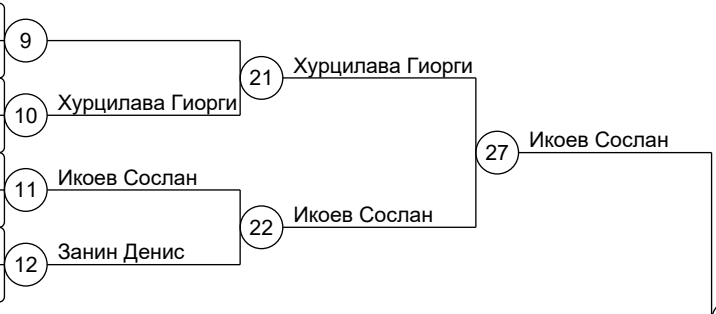 9
21 Хурцилава Гиорги
10 Хурцилава Гиорги
27 Икоев Сослан
11 Икоев Сослан
22 Икоев Сослан
12 Занин Денис